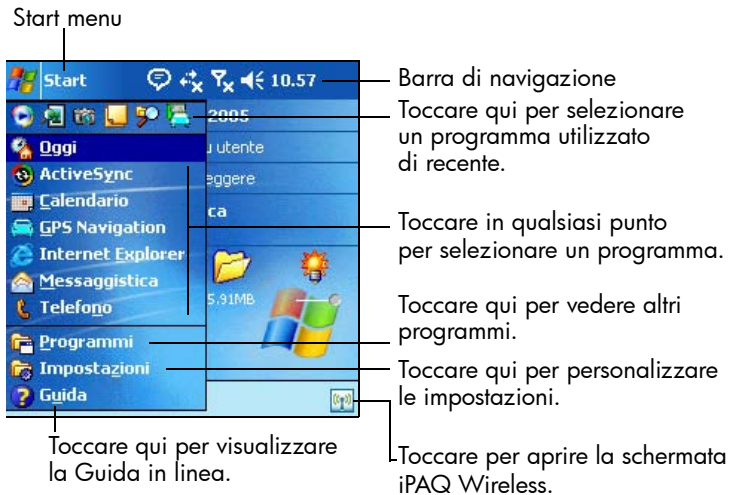 Start menu
Start 10.57
Barra di navigazione
2005
Toccare qui per selezionare
un programma utilizzato
di recente.
Oggi
utente
ActiveSync
eggere
Calendario
ca
GPS Navigation
Toccare in qualsiasi punto
per selezionare un programma.
Internet Explorer
Messaggistica
5.91MB
Telefono
Toccare qui per vedere altri
programmi.
Programmi
Impostazioni
Toccare qui per personalizzare
le impostazioni.
Guida
Toccare qui per visualizzare
la Guida in linea.
Toccare per aprire la schermata
iPAQ Wireless.